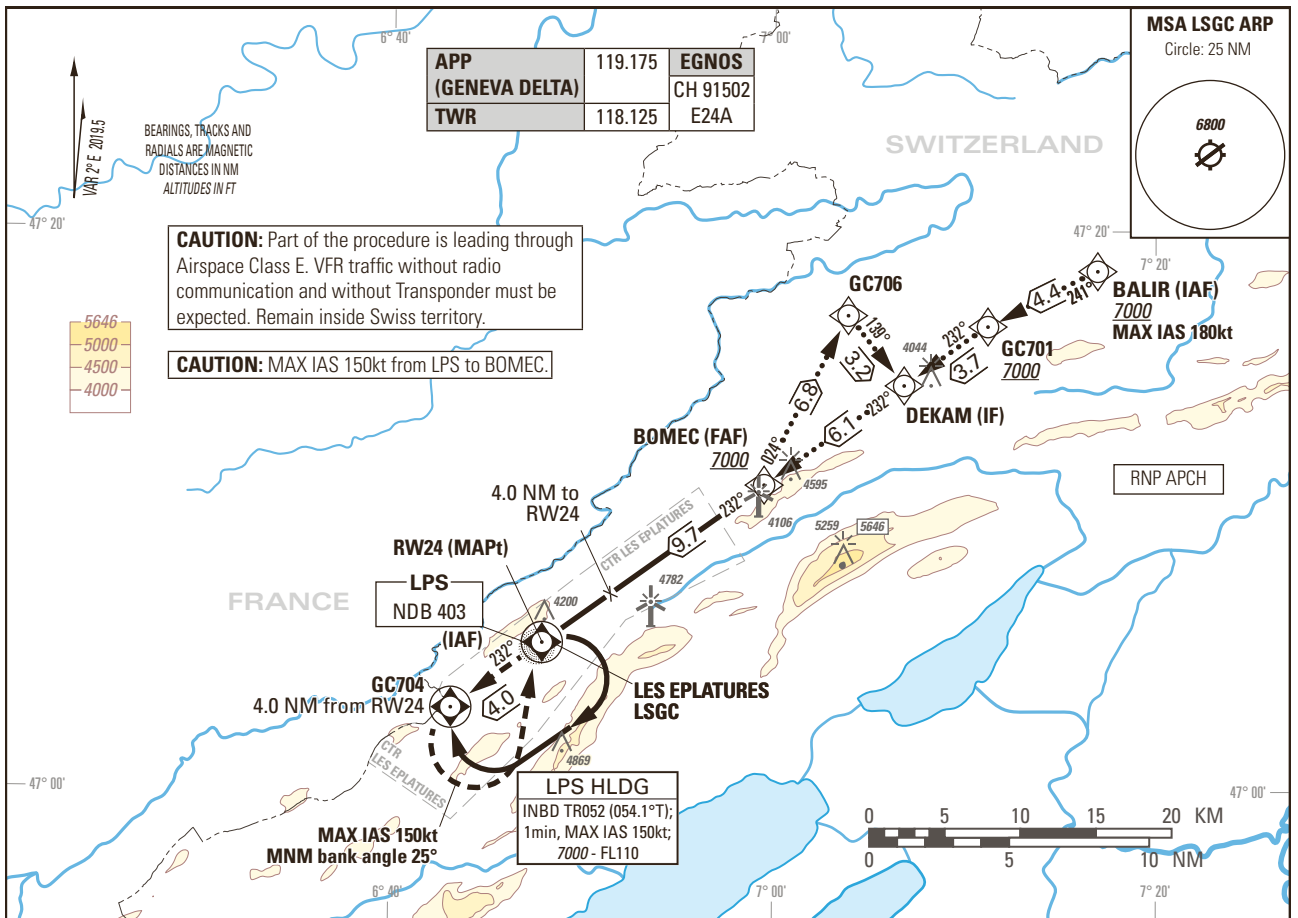 6° 40'
7° 00'
MSA LSGC ARP
Circle: 25 NM
6800
APP (GENEVA DELTA) 119.175 EGNOS
CH 91502
E24A
TWR 118.125
VAR 2° E 2019.5
BEARINGS, TRACKS AND
RADIALS ARE MAGNETIC
DISTANCES IN NM
ALTITUDES IN FT
SWITZERLAND
47° 20'
47° 20'
7° 20'
CAUTION: Part of the procedure is leading through
Airspace Class E. VFR traffic without radio
communication and without Transponder must be
expected. Remain inside Swiss territory.
CAUTION: MAX IAS 150kt from LPS to BOMEC.
5646
5000
4500
4000
GC706
139°
3.2
4.4
241°
BALIR (IAF)
7000
MAX IAS 180kt
232°
3.7
GC701
7000
4044
DEKAM (IF)
232°
6.1
6.8
024°
BOMEC (FAF)
7000
4595
4106
232°
RNP APCH
5259
5646
4.0 NM to
RW24
CTR LES EPLATURES
9.7
RW24 (MAPt)
LPS
NDB 403
(IAF)
4200
4782
FRANCE
232°
4.0
GC704
4.0 NM from RW24
LES EPLATURES
LSGC
4869
CTR
LES EPLATURES
47° 00'
47° 00'
MAX IAS 150kt
MNM bank angle 25°
LPS HLDG
INBD TR052 (054.1°T);
1min, MAX IAS 150kt;
7000 - FL110
0 5 10 15 20 KM
0 5 10 NM
6° 40'
7° 00'
7° 20'